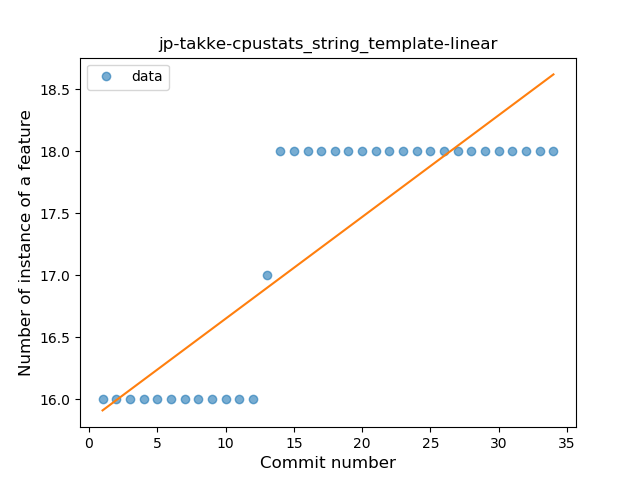 jp-takke-cpustats_string_template-linear
data
Number of instance of a feature
18.5
18.0
17.5
17.0
16.5
16.0
0 5 10 15 20 25 30 35
Commit number